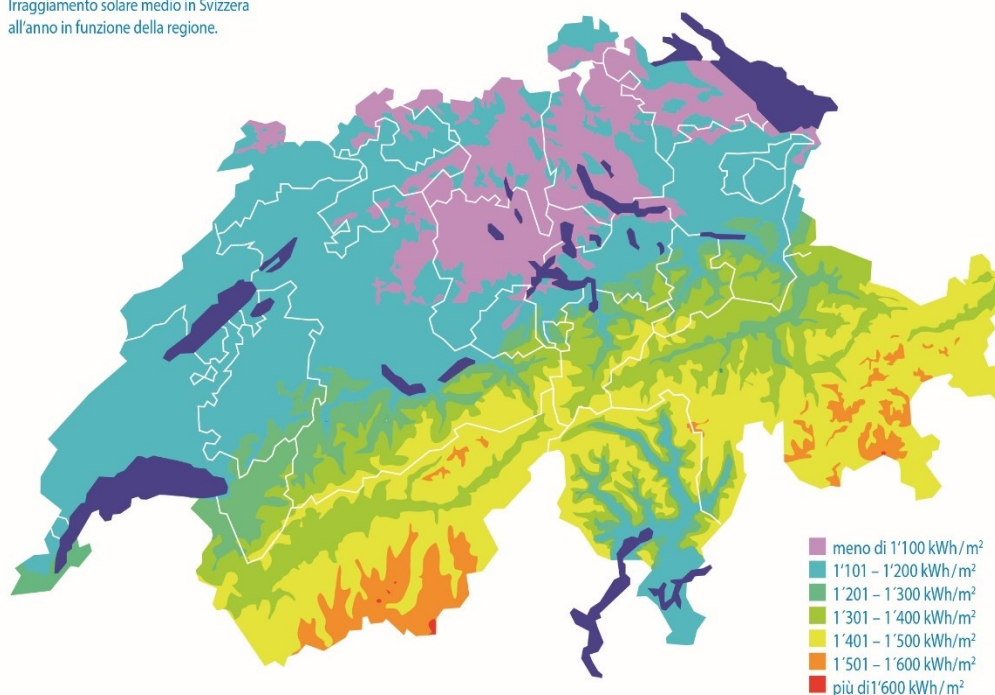 Irraggiamento solare medio in Svizzera
all'anno in funzione della regione.
meno di 1'100 kWh/m²
1'101 – 1'200 kWh/m²
1´201 – 1´300 kWh/m²
1´301 – 1´400 kWh/m²
1´401 – 1´500 kWh/m²
1´501 – 1´600 kWh/m²
più di1'600 kWh/m²